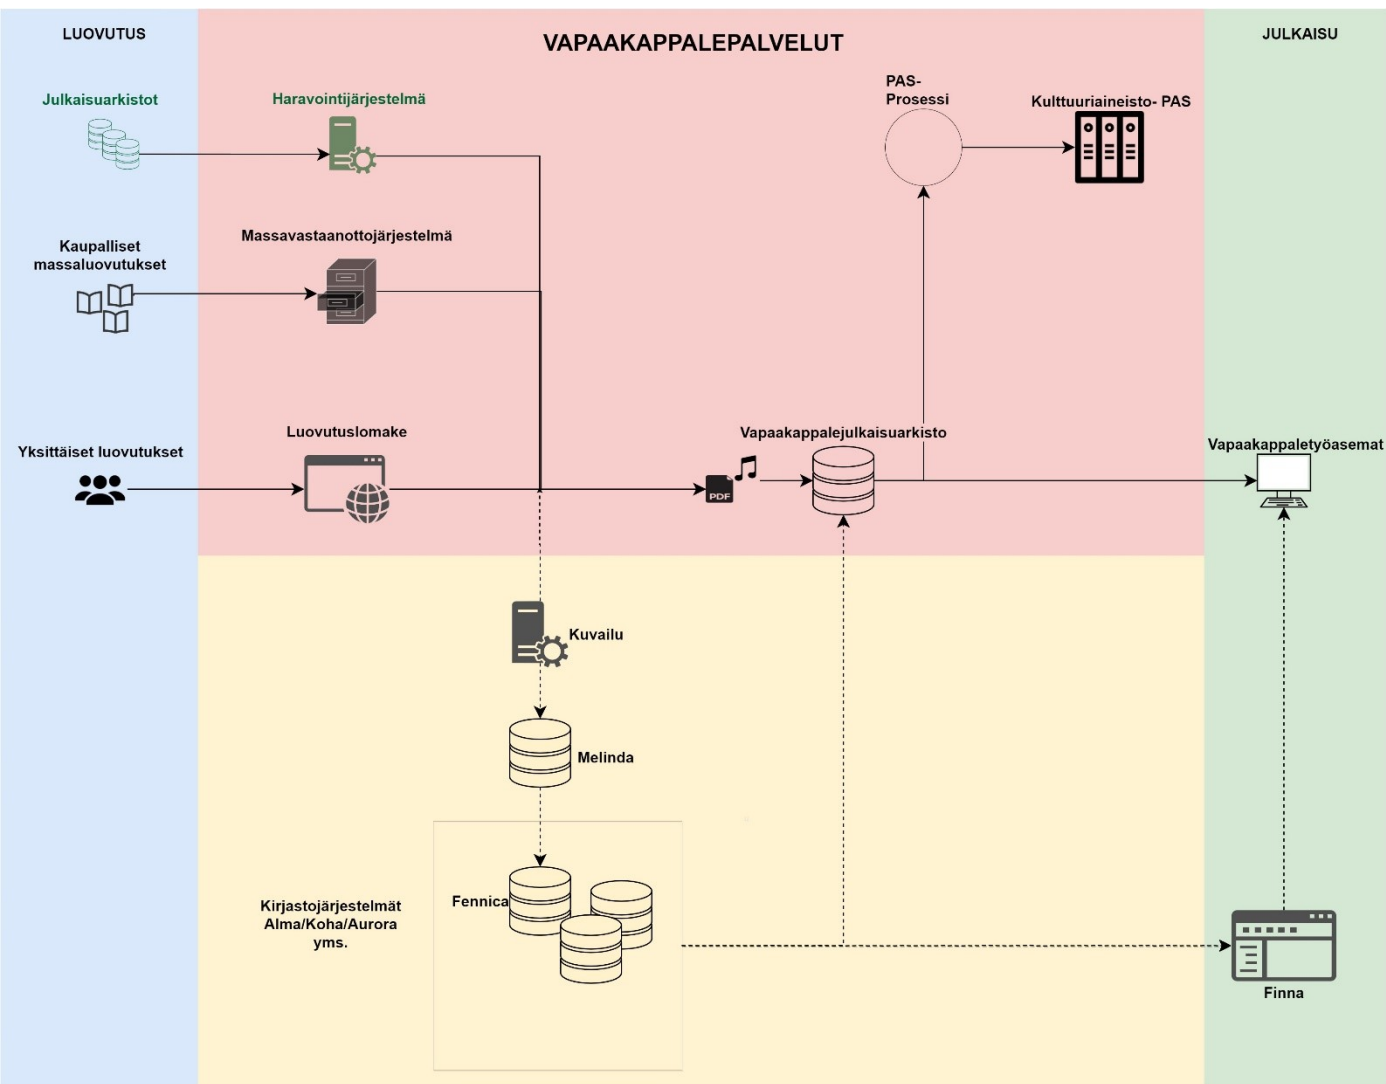 LUOVUTUS
VAPAAKAPPALEPALVELUT
JULKAISU
Julkaisuarkistot
Haravointijärjestelmä
PAS-
Prosessi
Kulttuuriaineisto- PAS
Kaupalliset
massaluovutukset
Massavastaanottojärjestelmä
Yksittäiset luovutukset
Luovutuslomake
PDF
Vapaakappalejulkaisuarkisto
Vapaakappaletyöasemat
Kuvailu
Melinda
Kirjastojärjestelmät
Alma/Koha/Aurora
yms.
Fennica
Finna